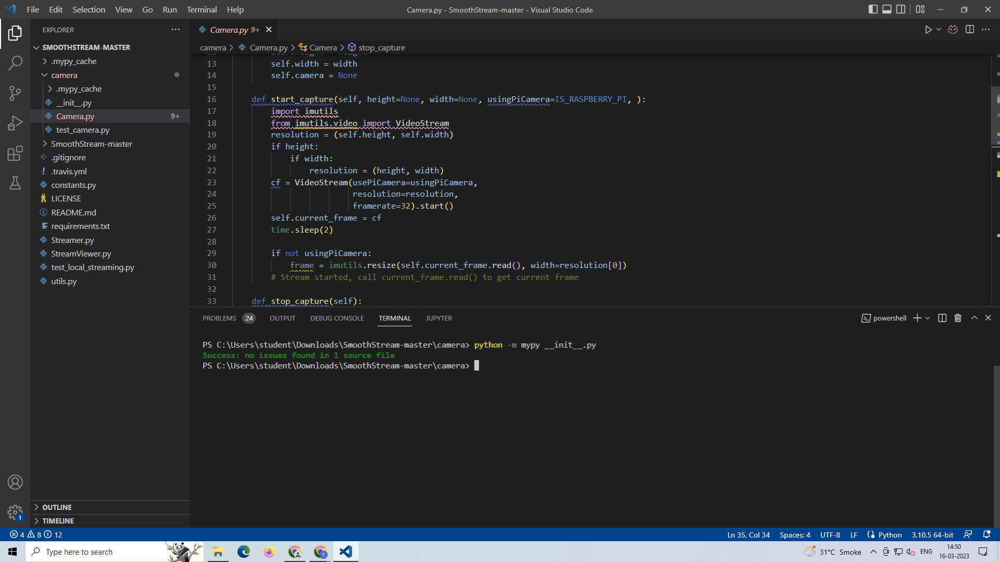 File Edit Selection View Go Run Terminal Help
Camera.py - SmoothStream-master - Visual Studio Code
EXPLORER
SMOOTHSTREAM-MASTER
.mypy_cache
camera
.mypy_cache
__init__.py
Camera.py 9+
test_camera.py
SmoothStream-master
.gitignore
.travis.yml
constants.py
LICENSE
README.md
requirements.txt
Streamer.py
StreamViewer.py
test_local_streaming.py
utils.py
OUTLINE
TIMELINE
1
Camera.py 9+
camera > Camera.py > Camera > stop_capture
13 self.width = width
14 self.camera = None
15
16 def start_capture(self, height=None, width=None, usingPiCamera=IS_RASPBERRY_PI, ):
17 import imutils
18 from imutils.video import VideoStream
19 resolution = (self.height, self.width)
20 if height:
21 if width:
22 resolution = (height, width)
23 cf = VideoStream(usePiCamera=usingPiCamera,
24 resolution=resolution,
25 framerate=32).start()
26 self.current_frame = cf
27 time.sleep(2)
28
29 if not usingPiCamera:
30 frame = imutils.resize(self.current_frame.read(), width=resolution[0])
31 # Stream started, call current_frame.read() to get current frame
32
33 def stop_capture(self):
PROBLEMS 24 OUTPUT DEBUG CONSOLE TERMINAL JUPYTER
powershell
PS C:\Users\student\Downloads\SmoothStream-master\camera> python -m mypy __init__.py
Success: no issues found in 1 source file
PS C:\Users\student\Downloads\SmoothStream-master\camera>
4 8 12
Ln 35, Col 34 Spaces: 4 UTF-8 LF Python 3.10.5 64-bit
Type here to search
31°C Smoke
ENG
14:50
16-03-2023